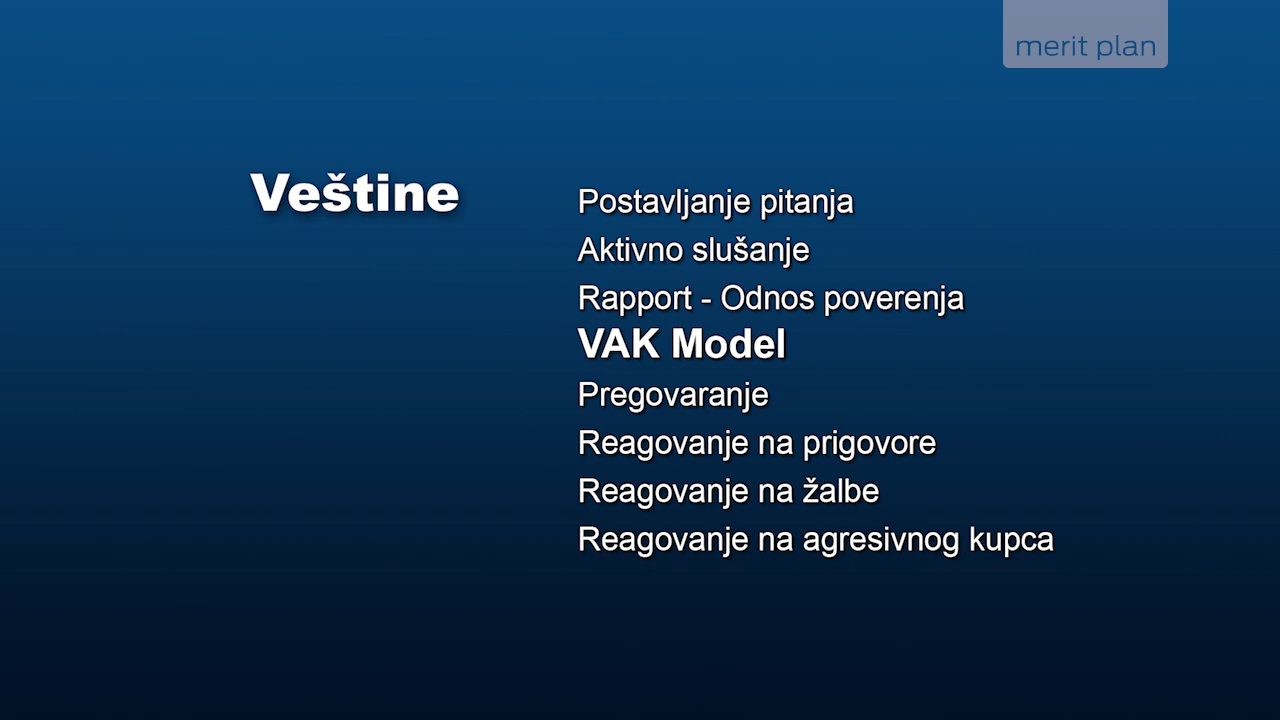 merit plan
Veštine
Postavljanje pitanja
Aktivno slušanje
Rapport - Odnos poverenja
VAK Model
Pregovaranje
Reagovanje na prigovore
Reagovanje na žalbe
Reagovanje na agresivnog kupca